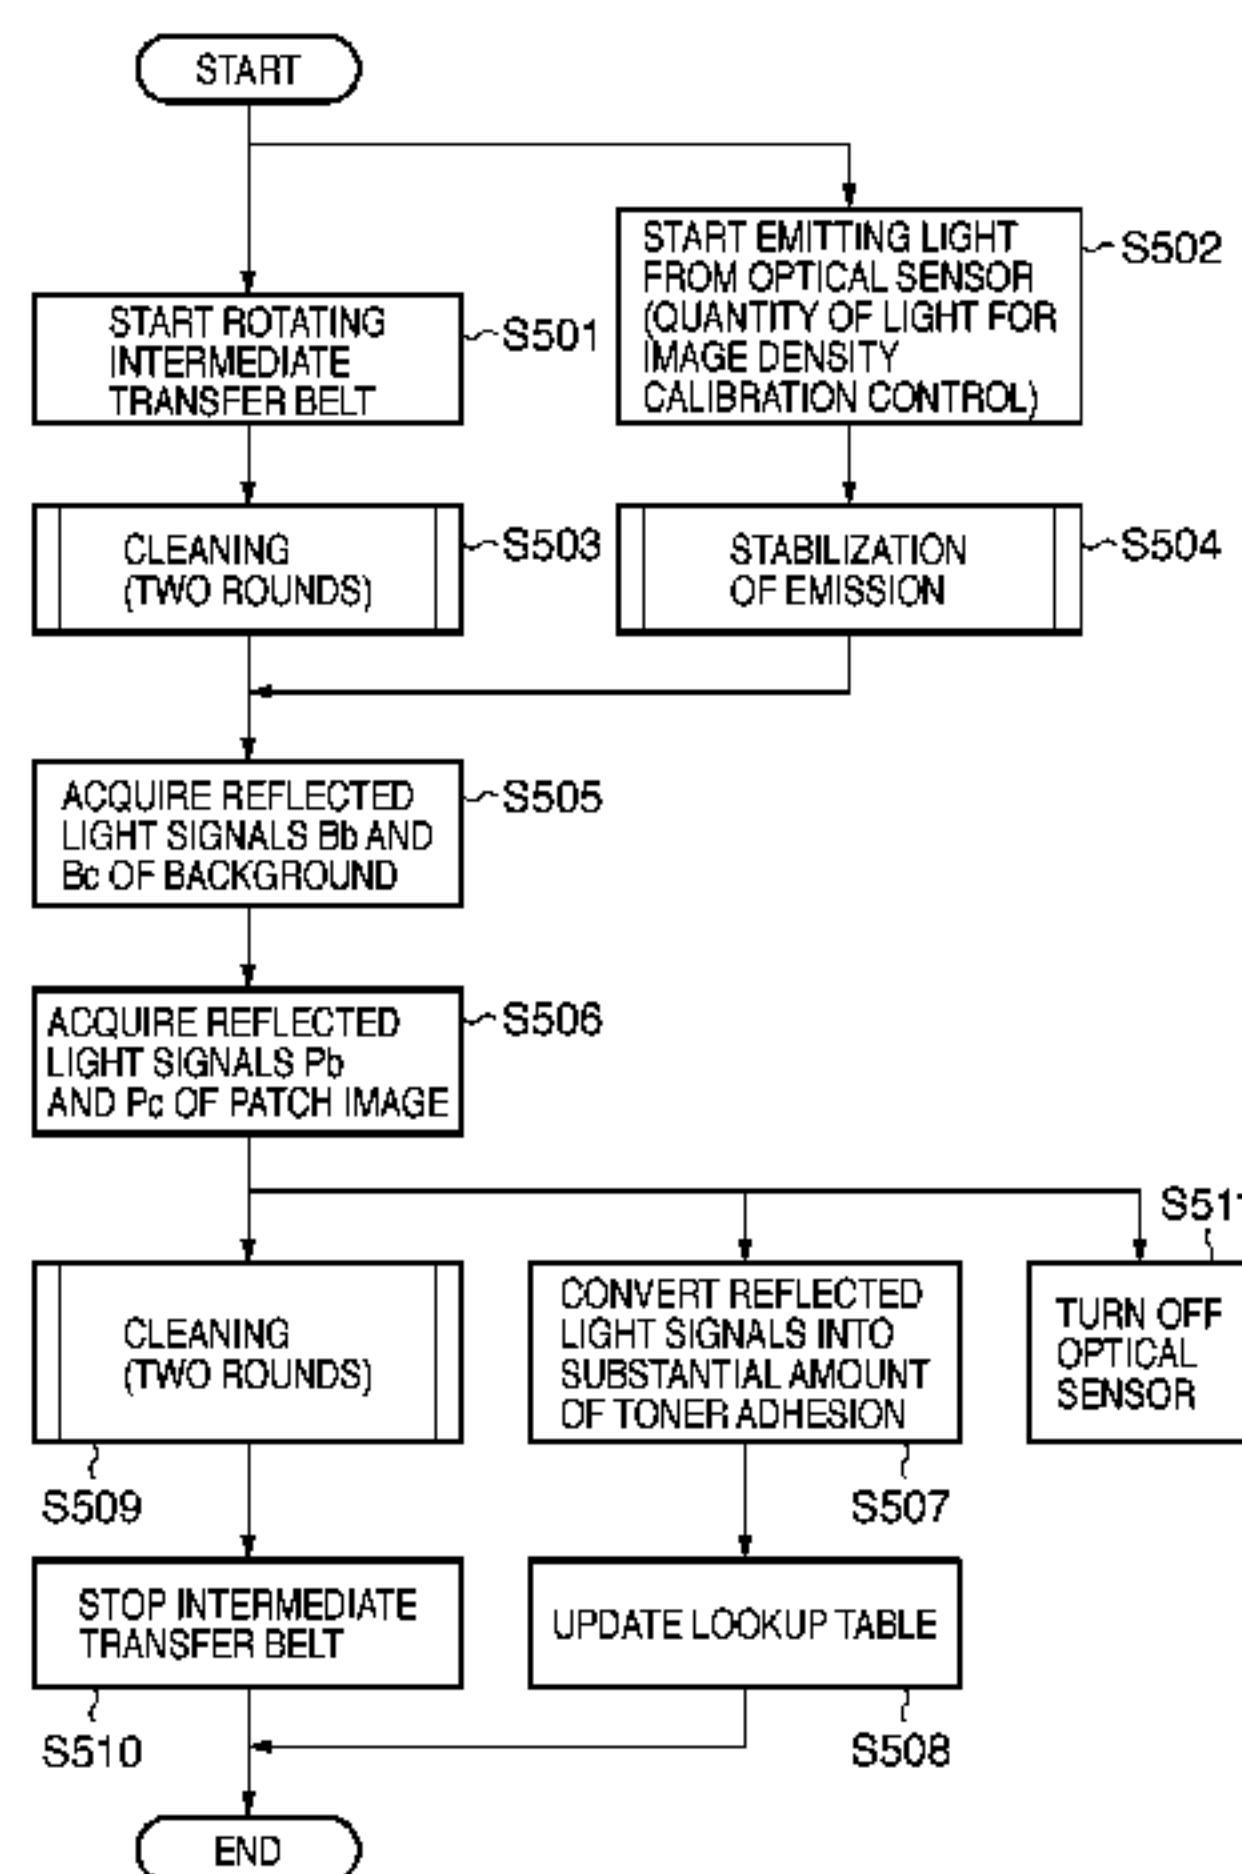 START
START EMITTING LIGHT
FROM OPTICAL SENSOR
(QUANTITY OF LIGHT FOR
IMAGE DENSITY
CALIBRATION CONTROL)
S502
START ROTATING
INTERMEDIATE
TRANSFER BELT
S501
CLEANING
(TWO ROUNDS)
S503
STABILIZATION
OF EMISSION
S504
ACQUIRE REFLECTED
LIGHT SIGNALS Bb AND
Bc OF BACKGROUND
S505
ACQUIRE REFLECTED
LIGHT SIGNALS Pb
AND Pc OF PATCH IMAGE
S506
CLEANING
(TWO ROUNDS)
S509
CONVERT REFLECTED
LIGHT SIGNALS INTO
SUBSTANTIAL AMOUNT
OF TONER ADHESION
S507
S511
TURN OFF
OPTICAL
SENSOR
STOP INTERMEDIATE
TRANSFER BELT
S510
UPDATE LOOKUP TABLE
S508
END